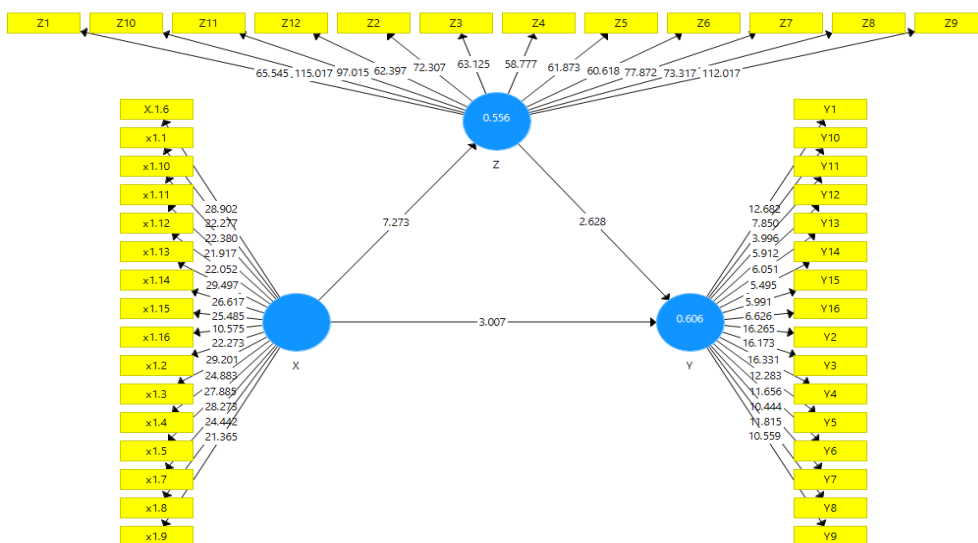 Z1 Z10 Z11 Z12 Z2 Z3 Z4 Z5 Z6 Z7 Z8 Z9
65.545 115.017 97.015 62.397 72.307 63.125 58.777 61.873 60.618 77.872 73.317 112.017
0.556
Z
X.1.6
x1.1
x1.10
x1.11
x1.12
x1.13
x1.14
x1.15
x1.16
x1.2
x1.3
x1.4
x1.5
x1.7
x1.8
x1.9
28.902
22.277
22.380
21.917
22.052
29.497
26.617
25.485
10.575
22.273
29.201
24.883
27.885
28.273
24.442
21.365
X
7.273
2.628
3.007
0.606
Y
12.682
7.850
3.996
5.912
6.051
5.495
5.991
6.626
16.265
16.173
16.331
12.283
11.656
10.444
11.815
10.559
Y1
Y10
Y11
Y12
Y13
Y14
Y15
Y16
Y2
Y3
Y4
Y5
Y6
Y7
Y8
Y9